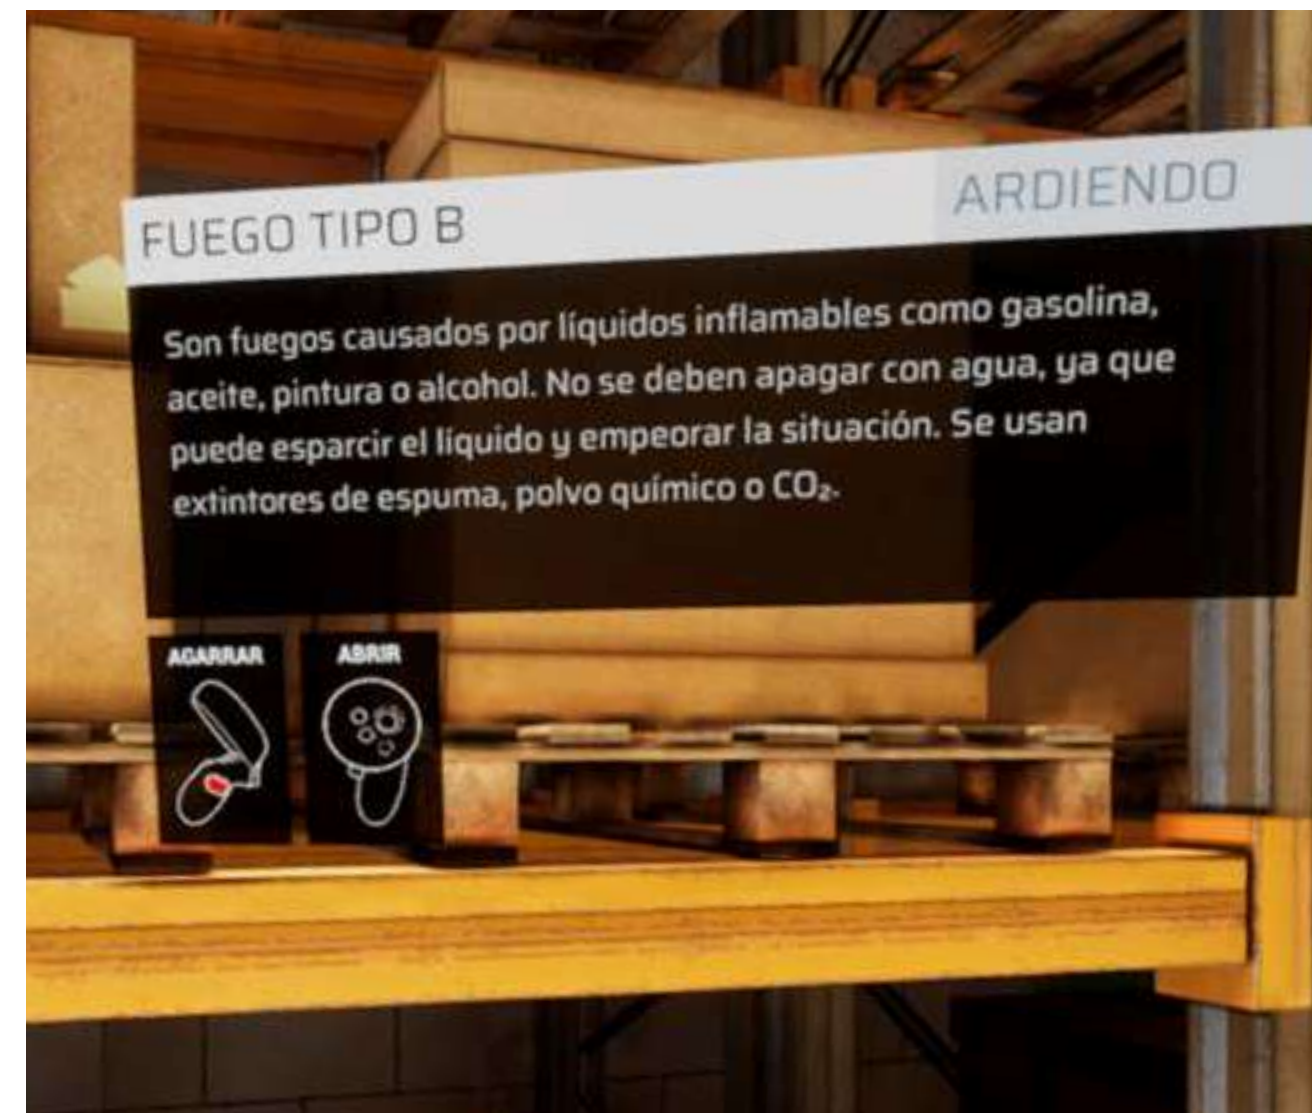 FUEGO TIPO B
ARDIENDO
Son fuegos causados por líquidos inflamables como gasolina,
aceite, pintura o alcohol. No se deben apagar con agua, ya que
puede esparcir el líquido y empeorar la situación. Se usan
extintores de espuma, polvo químico o CO₂.
AGARRAR
ABRIR